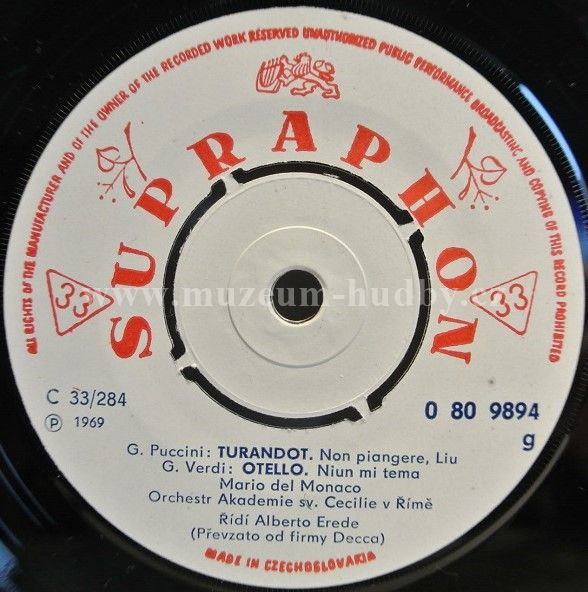 ALL RIGHTS OF THE MANUFACTURER AND OF THE OWNER OF THE RECORDED WORK RESERVED UNAUTHORIZED PUBLIC PERFORMANCE BROADCASTING AND COPYING OF THIS RECORD PROHIBITED
SUPRAPHON
33
33
www.muzeum-hudby.cz
C 33/284
Ⓟ 1969
0 80 9894
g
G. Puccini: TURANDOT. Non piangere, Liu
G. Verdi: OTELLO. Niun mi tema
Mario del Monaco
Orchestr Akademie sv. Cecilie v Římě
Řídí Alberto Erede
(Převzato od firmy Decca)
MADE IN CZECHOSLOVAKIA